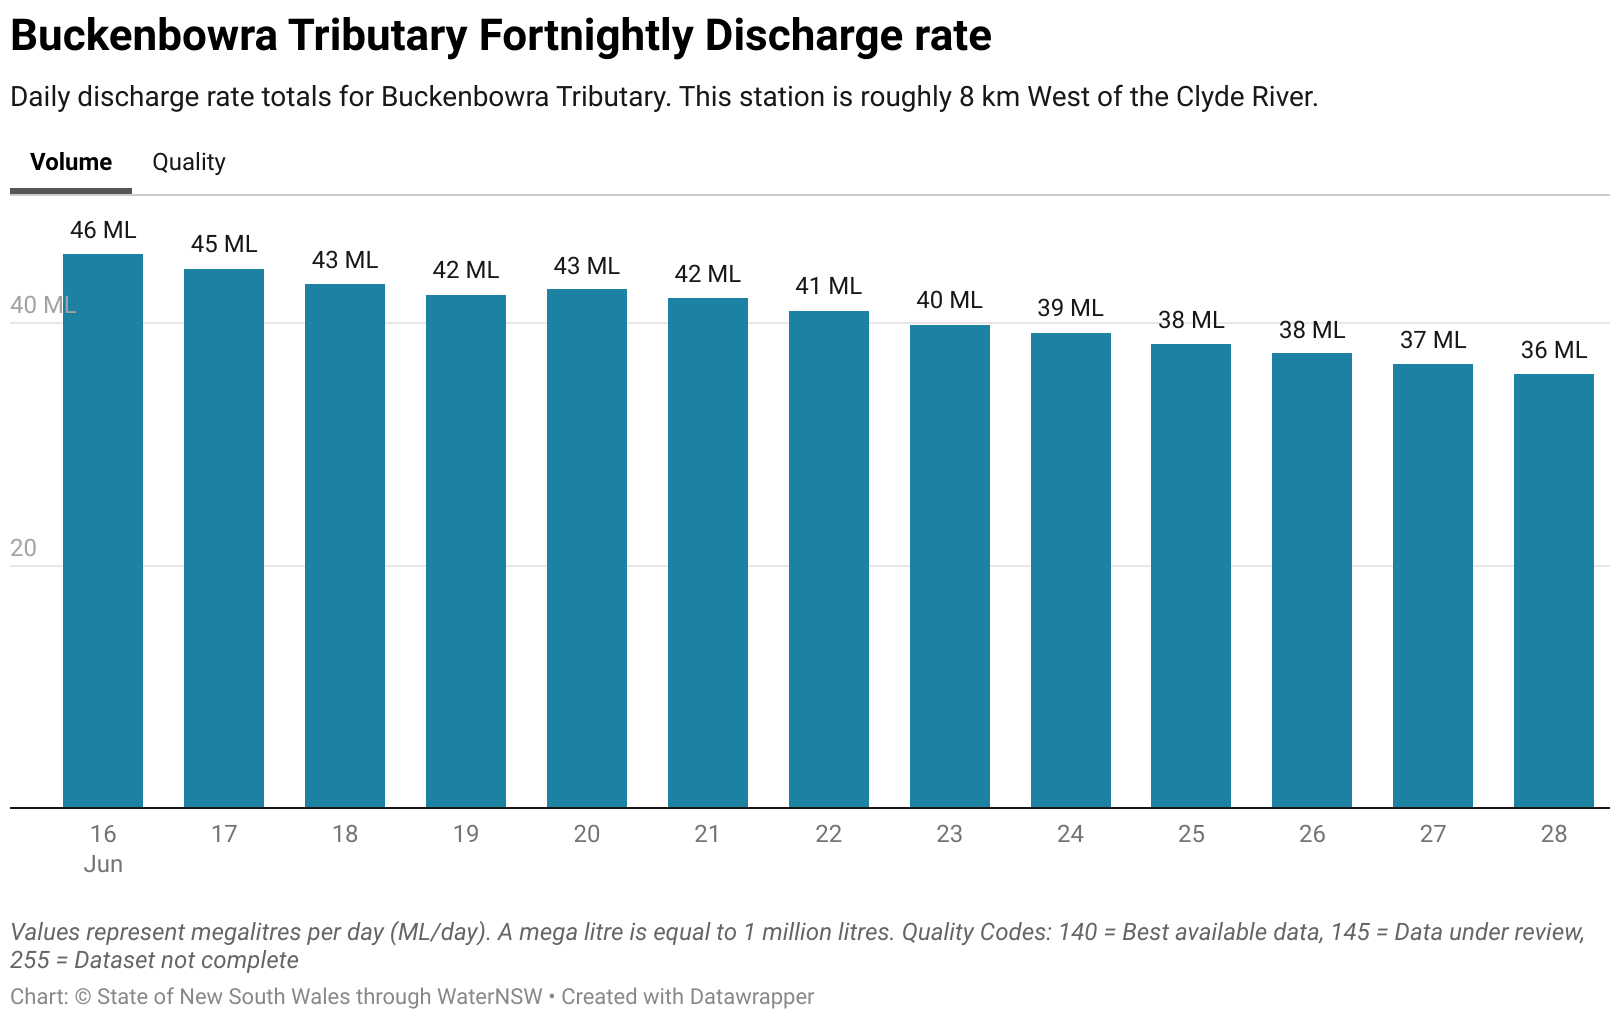 Buckenbowra Tributary Fortnightly Discharge rate
Daily discharge rate totals for Buckenbowra Tributary. This station is roughly 8 km West of the Clyde River.
Volume Quality
46 ML
45 ML
43 ML
42 ML
43 ML
42 ML
41 ML
40 ML
39 ML
38 ML
38 ML
37 ML
36 ML
40 ML
20
16 17 18 19 20 21 22 23 24 25 26 27 28
Jun
Values represent megalitres per day (ML/day). A mega litre is equal to 1 million litres. Quality Codes: 140 = Best available data, 145 = Data under review,
255 = Dataset not complete
Chart: © State of New South Wales through WaterNSW • Created with Datawrapper